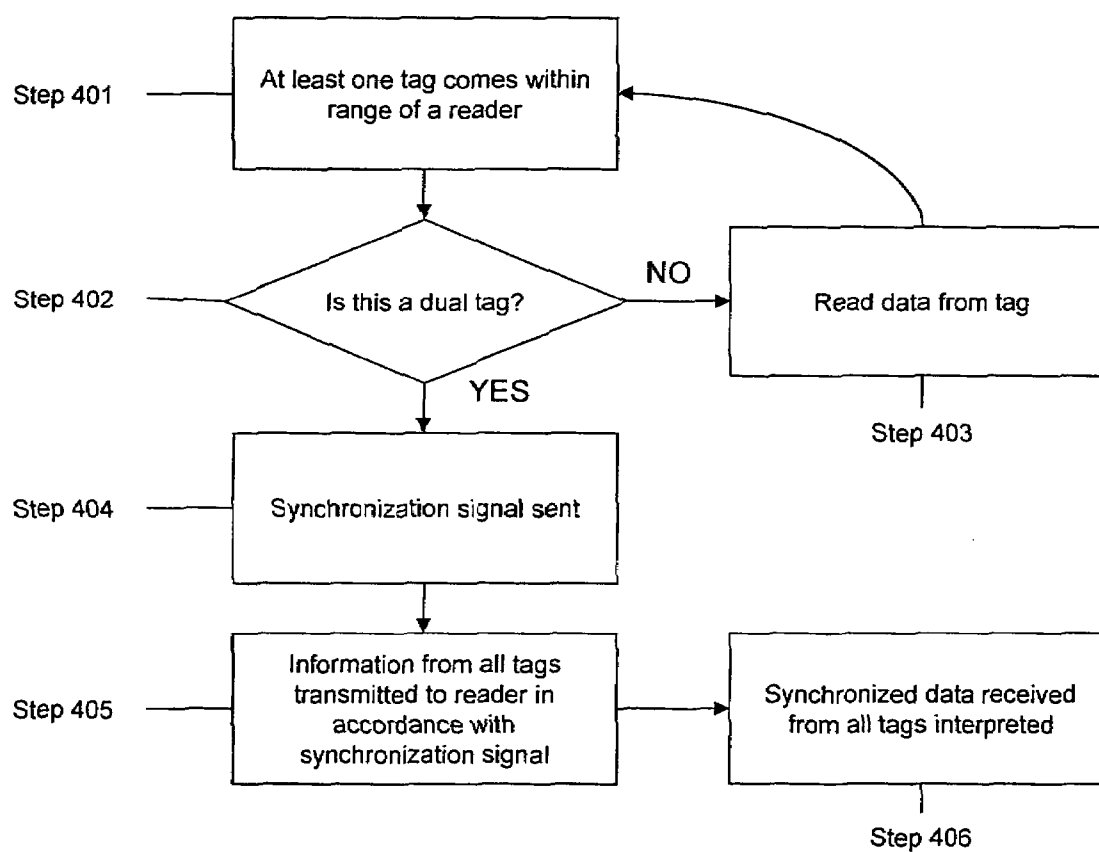 Step 401
At least one tag comes within
range of a reader
Step 402
Is this a dual tag?
NO
Read data from tag
Step 403
YES
Step 404
Synchronization signal sent
Step 405
Information from all tags
transmitted to reader in
accordance with
synchronization signal
Synchronized data received
from all tags interpreted
Step 406